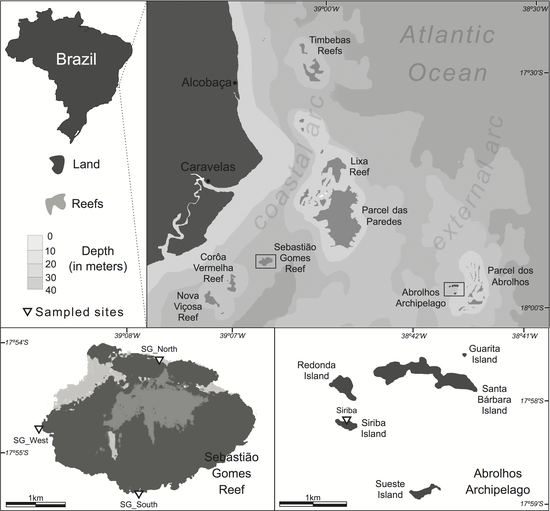 39°00'W
38°30'W
Brazil
Timbebas
Reefs
Atlantic
Ocean
17°30'S
Alcobaça
coastal arc
external arc
Land
Caravelas
Lixa
Reef
Reefs
Parcel das
Paredes
0
10
20
30
40
Depth
(in meters)
Sebastião
Gomes
Reef
Corôa
Vermelha
Reef
Parcel dos
Abrolhos
Abrolhos
Archipelago
Nova
Viçosa
Reef
Sampled sites
18°00'S
39°08'W
39°07'W
17°54'S
SG_North
SG_West
17°55'S
Sebastião
Gomes
Reef
1km
SG_South
38°42'W
38°41'W
Guarita
Island
Redonda
Island
Santa
Bárbara
Island
17°58'S
Siriba
Siriba
Island
Sueste
Island
Abrolhos
Archipelago
1km
17°59'S